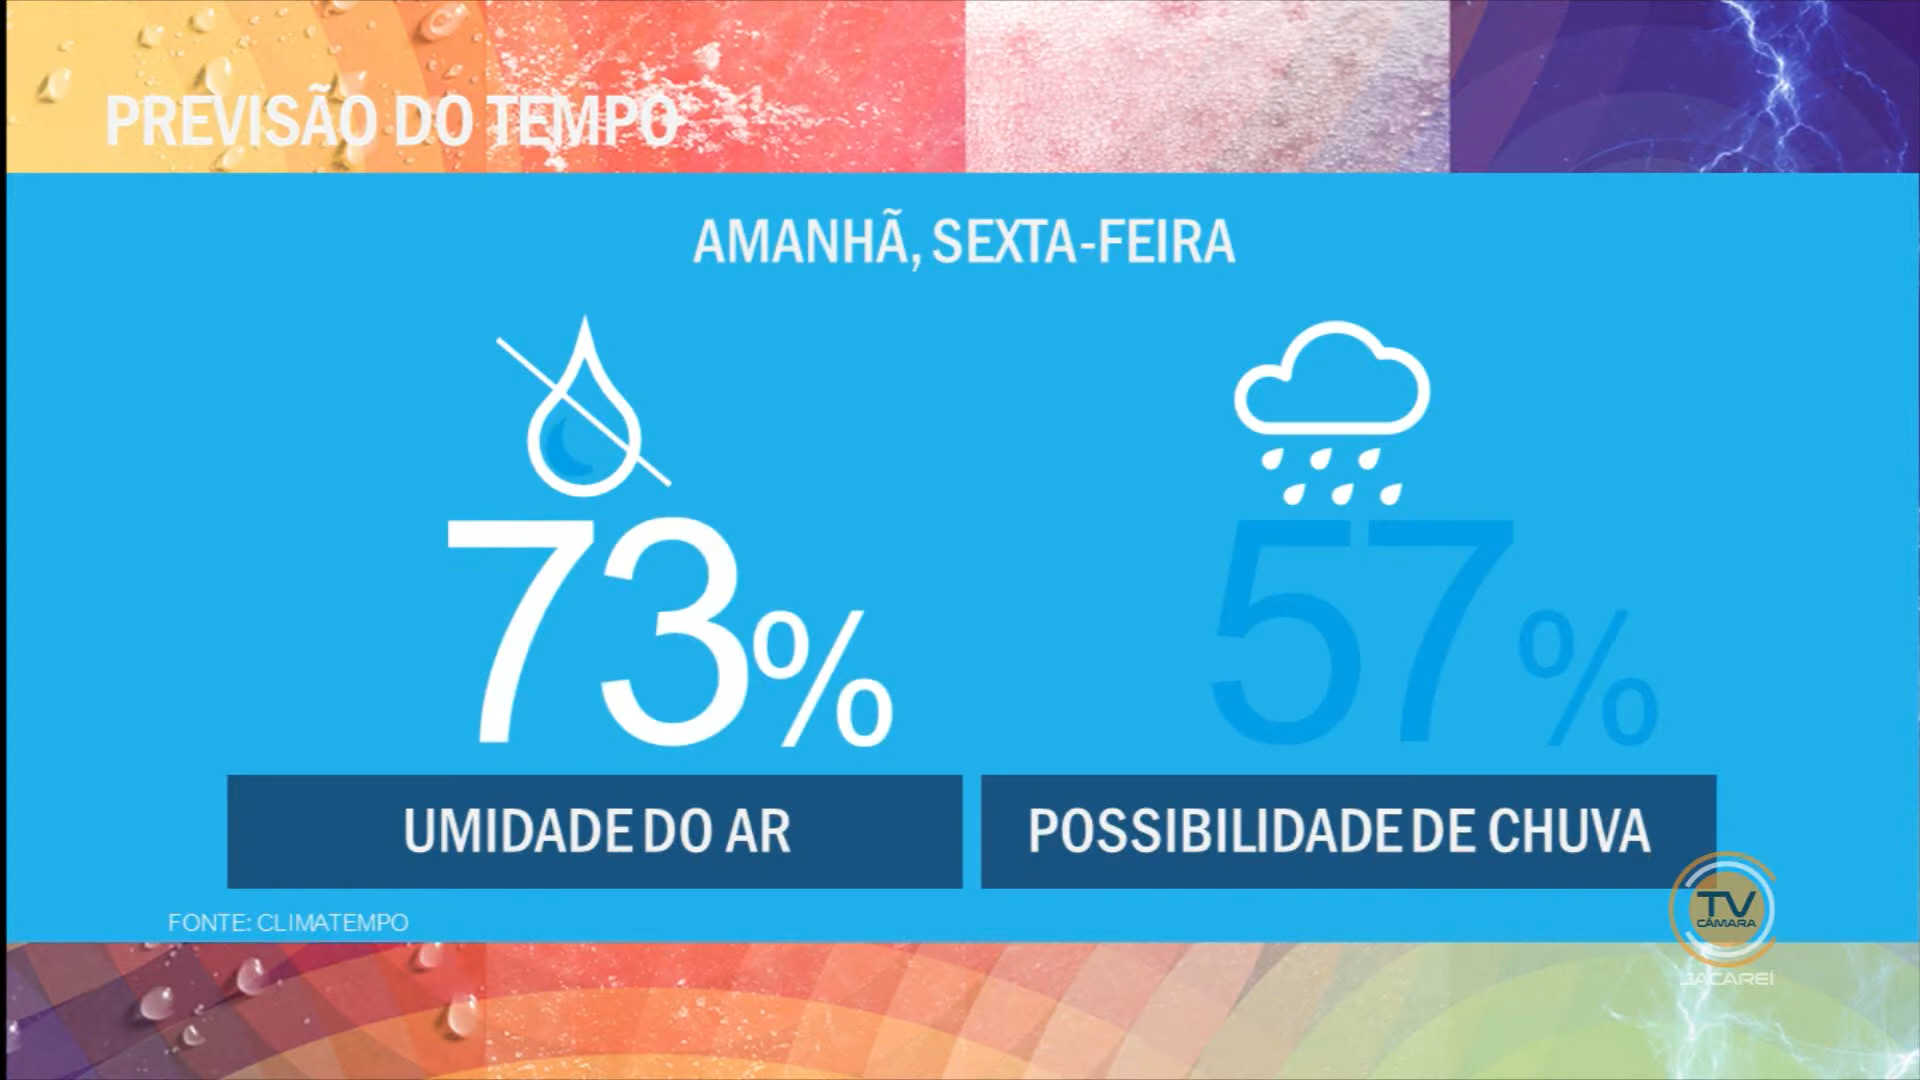 PREVISÃO DO TEMPO
AMANHÃ, SEXTA-FEIRA
73%
57%
UMIDADE DO AR
POSSIBILIDADE DE CHUVA
FONTE: CLIMATEMPO
TV
CÂMARA
JACAREÍ